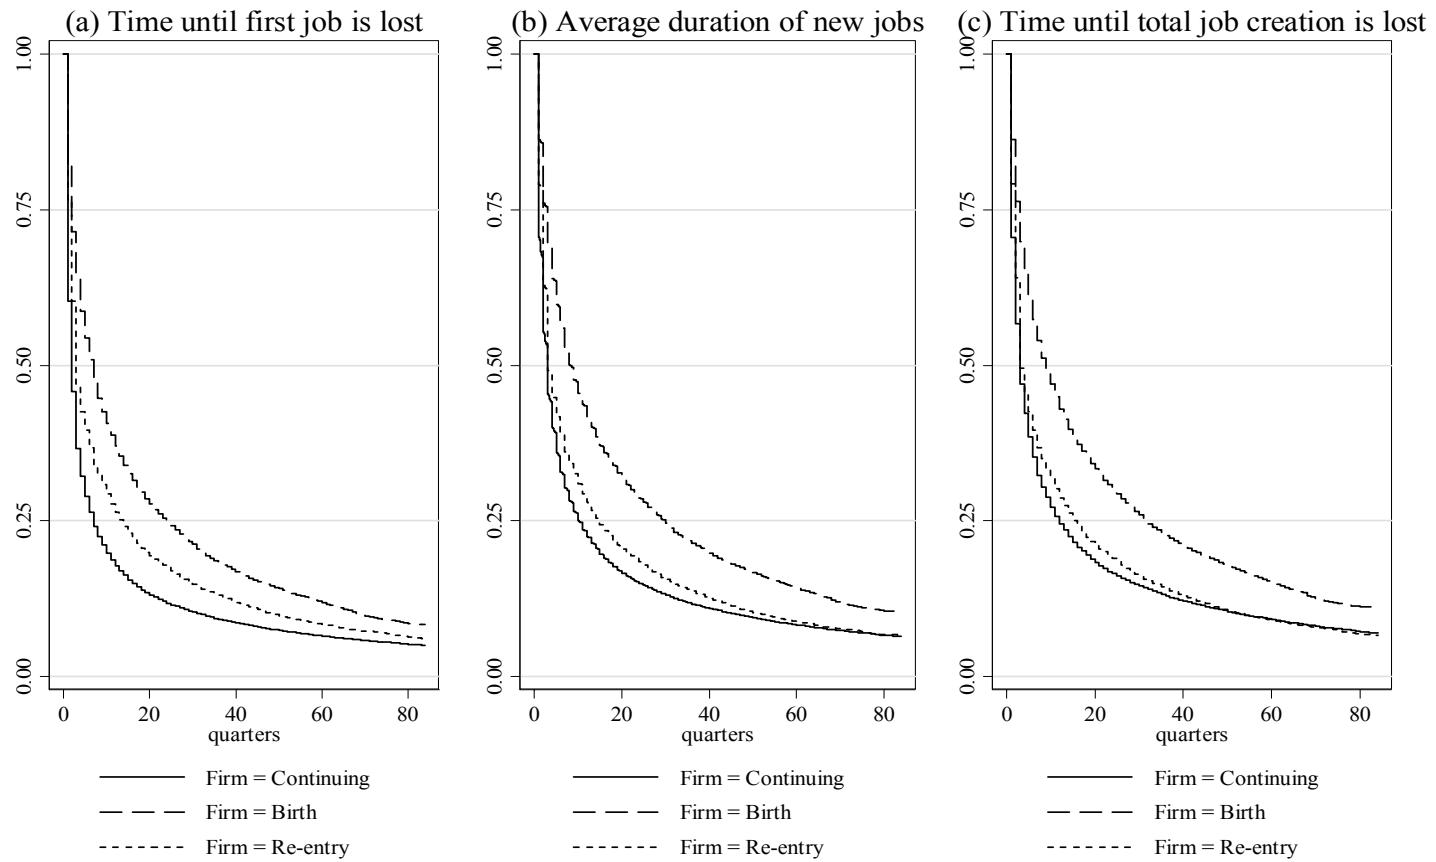 (a) Time until first job is lost
1.00
0.75
0.50
0.25
0.00
0 20 40 60 80
quarters
Firm = Continuing
Firm = Birth
Firm = Re-entry
(b) Average duration of new jobs
1.00
0.75
0.50
0.25
0.00
0 20 40 60 80
quarters
Firm = Continuing
Firm = Birth
Firm = Re-entry
(c) Time until total job creation is lost
1.00
0.75
0.50
0.25
0.00
0 20 40 60 80
quarters
Firm = Continuing
Firm = Birth
Firm = Re-entry